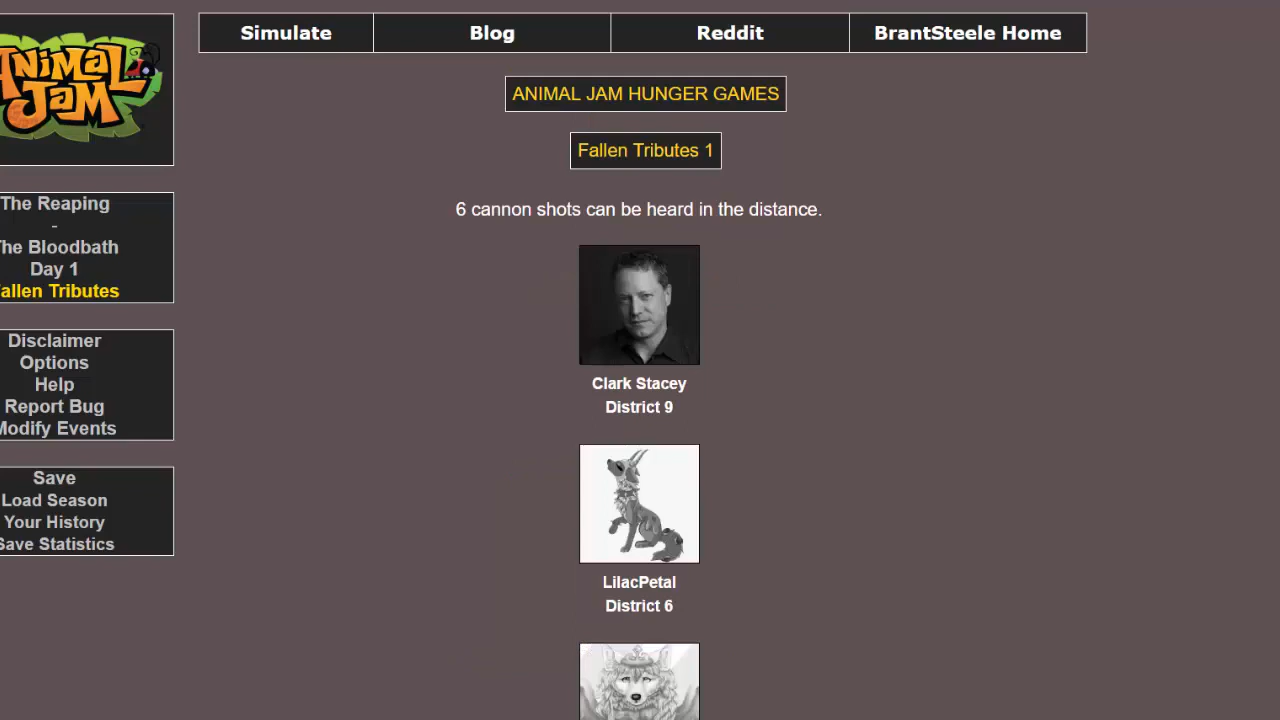 ANIMAL JAM
Simulate
Blog
Reddit
BrantSteele Home
ANIMAL JAM HUNGER GAMES
Fallen Tributes 1
6 cannon shots can be heard in the distance.
The Reaping
-
The Bloodbath
Day 1
allen Tributes
Disclaimer
Options
Help
Report Bug
Modify Events
Save
Load Season
Your History
Save Statistics
Clark Stacey
District 9
LilacPetal
District 6